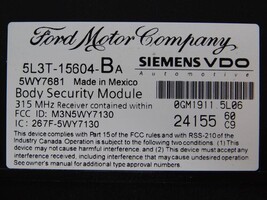 Ford Motor Company
5L3T-15604-BA
SIEMENS VDO
Automotive
5WY7681 Made in Mexico
Body Security Module
315 MHz Receiver contained within
0GM1911.5L06
FCC ID: M3N5WY7130
IC: 267F-5WY7130
24155 60 C9
This device complies with Part 15 of the FCC rules and with RSS-210 of the
Industry Canada. Operation is subject to the following two conditions (1) This
device may not cause harmful interference, and (2) This device must accept any
interference received, including interference that may cause undesired operation
See owner's manual for additional type approval numbers.